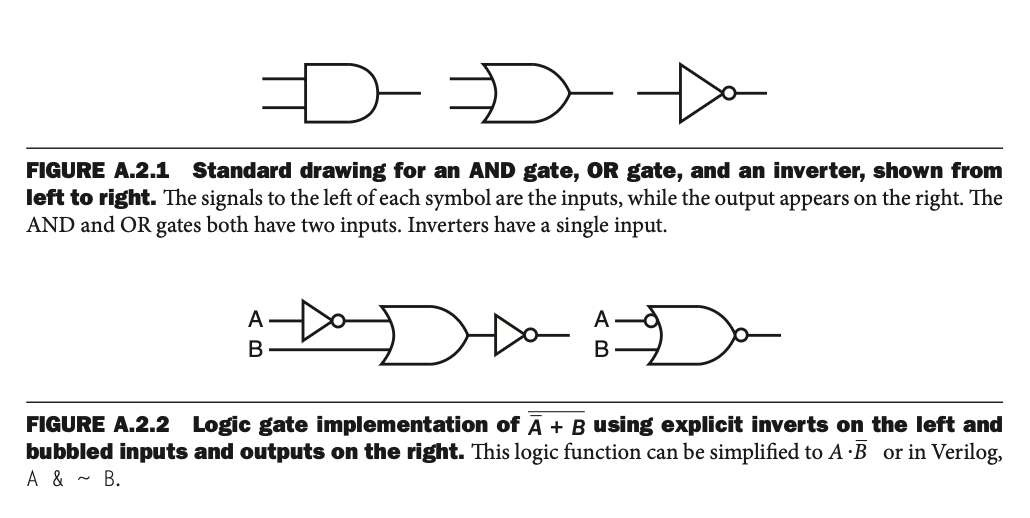 FIGURE A.2.1 Standard drawing for an AND gate, OR gate, and an inverter, shown from
left to right. The signals to the left of each symbol are the inputs, while the output appears on the right. The
AND and OR gates both have two inputs. Inverters have a single input.
A
B
A
B
FIGURE A.2.2 Logic gate implementation of \overline{\overline{A} + B} using explicit inverts on the left and
bubbled inputs and outputs on the right. This logic function can be simplified to A · \overline{B} or in Verilog,
A & ~ B.